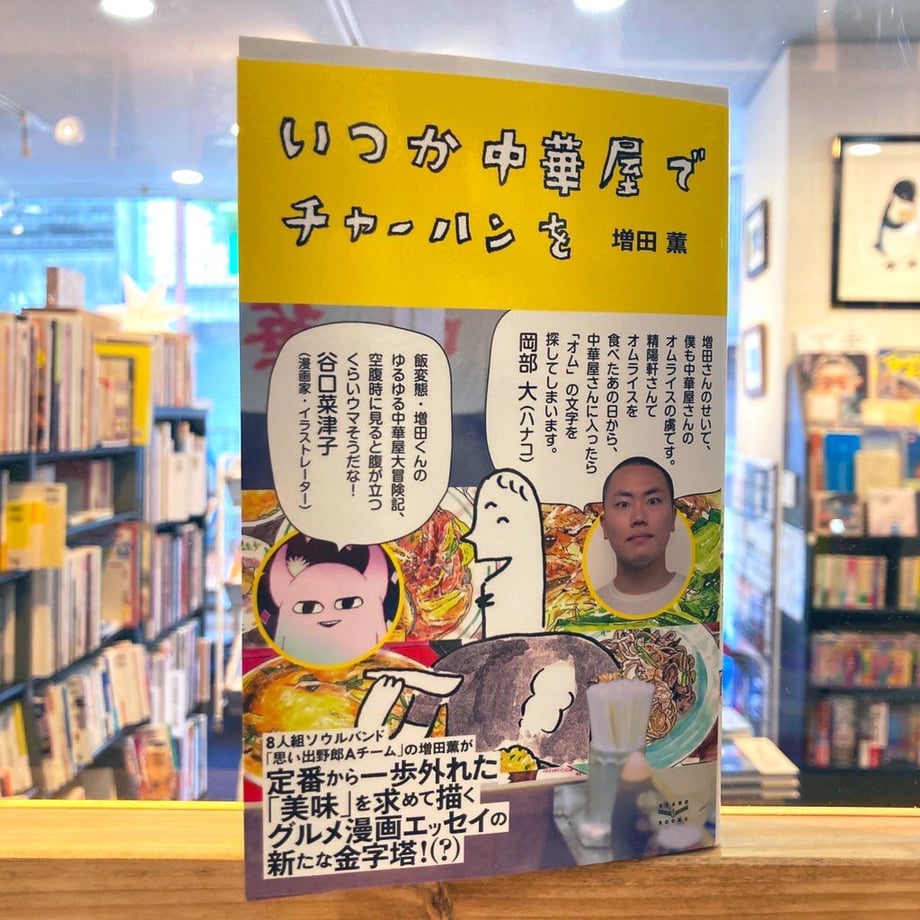 いつか中華屋で
チャーハンを
増田 薫
増田さんのせいで、
僕も中華屋さんの
オムライスの虜です。
精陽軒さんで
オムライスを
食べたあの日から、
中華屋さんに入ったら
「オム」の文字を
探してしまいます。
岡部 大（ハナコ）
飯変態・増田くんの
ゆるゆる中華屋大冒険記、
空腹時に見ると腹が立つ
くらいウマそうだな！
谷口菜津子
（漫画家・イラストレーター）
8人組ソウルバンド
「思い出野郎Aチーム」の増田薫が
定番から一歩外れた
「美味」を求めて描く
グルメ漫画エッセイの
新たな金字塔！(？)
STAND
BOOKS